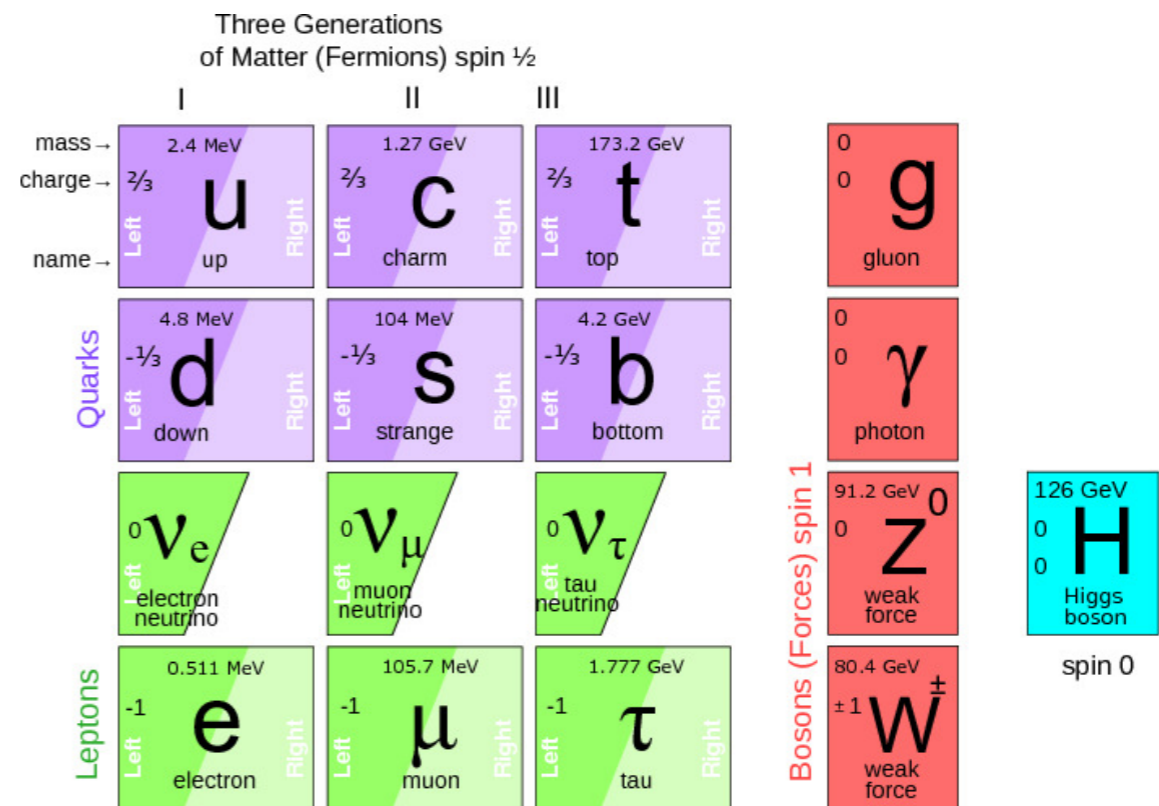 Three Generations
of Matter (Fermions) spin ½
I
II
III
mass→
charge→
name→
2.4 MeV
⅔
u
Left
Right
up
1.27 GeV
⅔
c
Left
Right
charm
173.2 GeV
⅔
t
Left
Right
top
0
0
g
gluon
Quarks
4.8 MeV
-⅓
d
Left
Right
down
104 MeV
-⅓
s
Left
Right
strange
4.2 GeV
-⅓
b
Left
Right
bottom
0
0
γ
photon
0
νe
Left
electron
neutrino
0
νμ
Left
muon
neutrino
0
ντ
Left
tau
neutrino
Bosons (Forces) spin 1
91.2 GeV
0
Z0
weak
force
126 GeV
0
0
H
Higgs
boson
spin 0
Leptons
0.511 MeV
-1
e
Left
Right
electron
105.7 MeV
-1
μ
Left
Right
muon
1.777 GeV
-1
τ
Left
Right
tau
80.4 GeV
±1
W±
weak
force